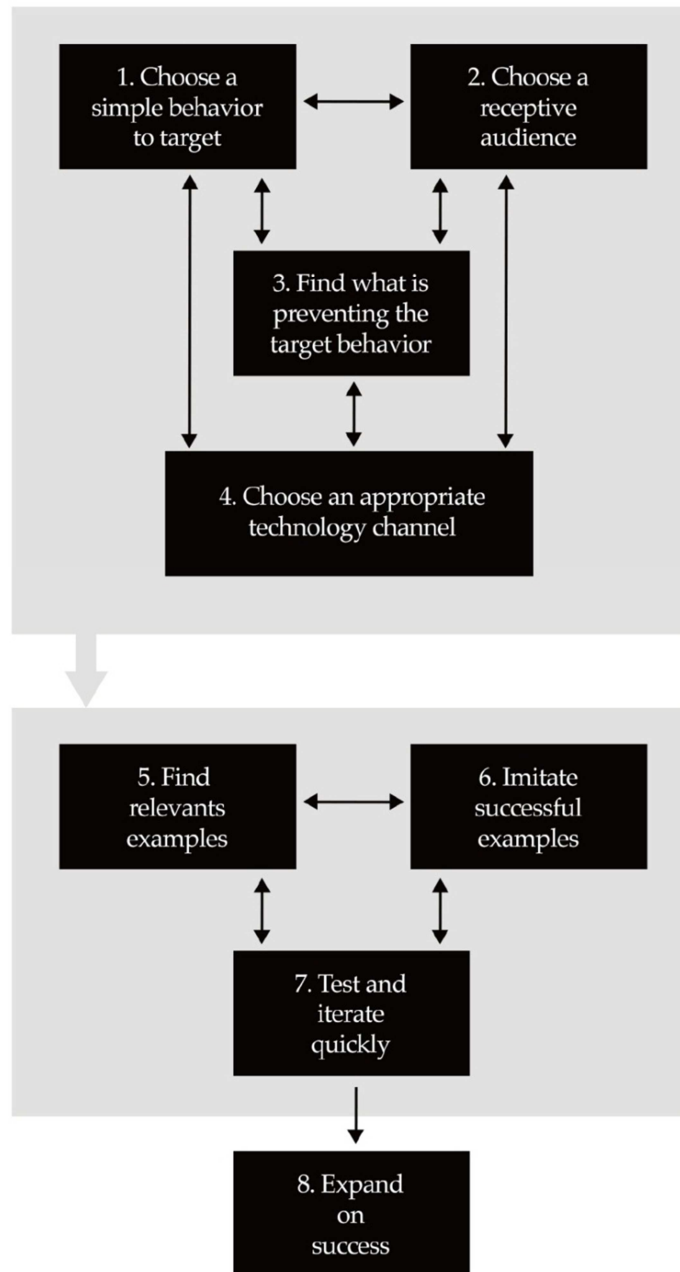 1. Choose a
simple behavior
to target
2. Choose a
receptive
audience
3. Find what is
preventing the
target behavior
4. Choose an appropriate
technology channel
5. Find
relevants
examples
6. Imitate
successful
examples
7. Test and
iterate
quickly
8. Expand
on
success